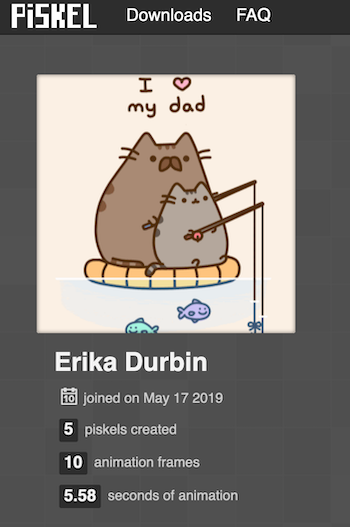 PiSKEL Downloads FAQ
I ♥
my dad
Erika Durbin
10 joined on May 17 2019
5 piskels created
10 animation frames
5.58 seconds of animation